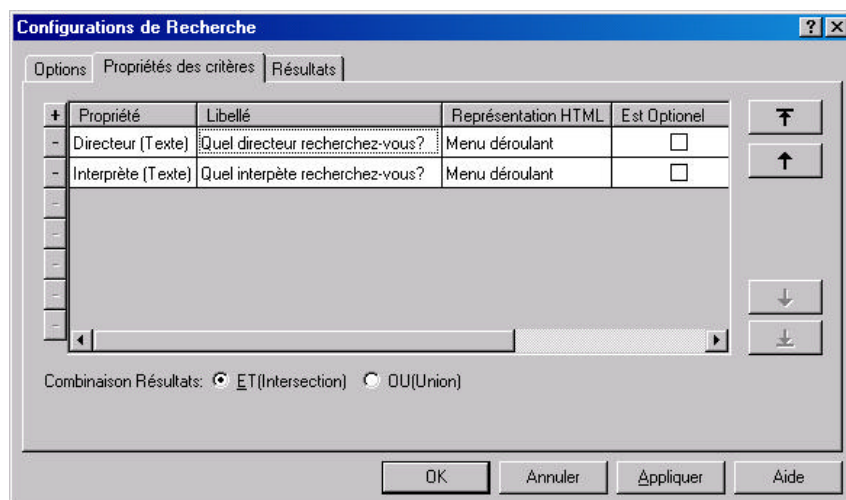 Configurations de Recherche
Options Propriétés des critères Résultats
+ Propriété Libellé Représentation HTML Est Optionel
- Directeur (Texte) Quel directeur recherchez-vous? Menu déroulant
- Interprète (Texte) Quel interpète recherchez-vous? Menu déroulant
Combinaison Résultats: ET(Intersection) OU(Union)
OK Annuler Appliquer Aide